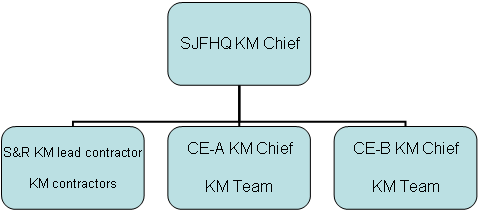 SJFHQ KM Chief
S&R KM lead contractor
KM contractors
CE-A KM Chief
KM Team
CE-B KM Chief
KM Team